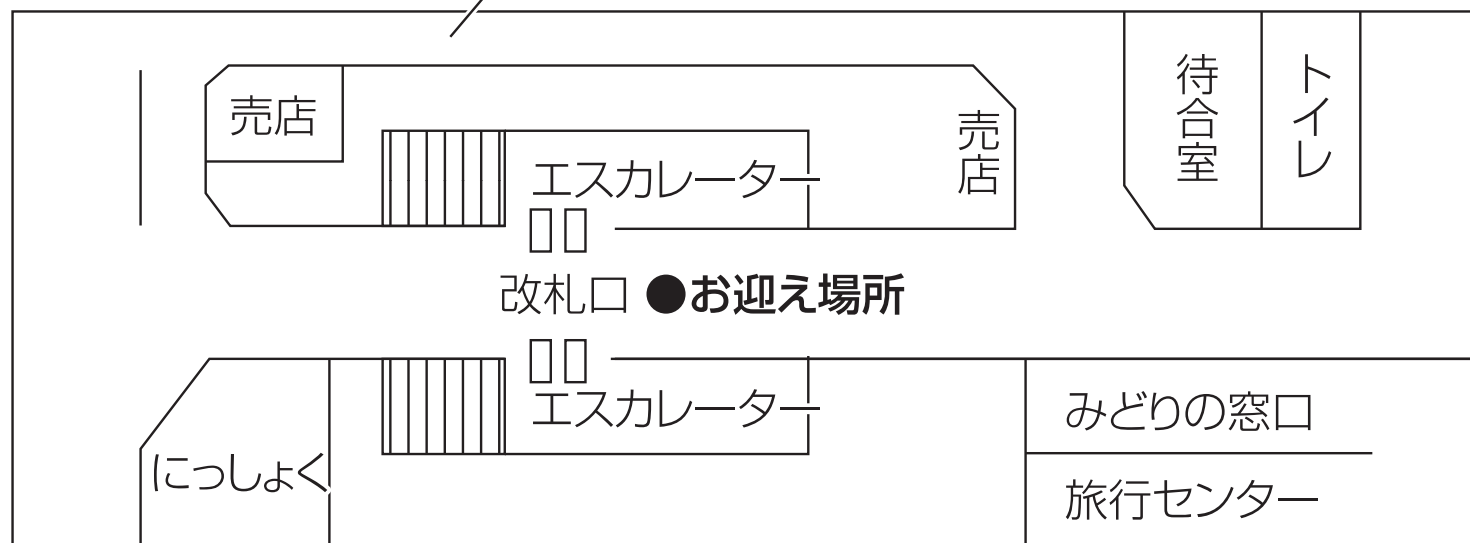 売店
エスカレーター
売店
待合室
トイレ
改札口 ●お迎え場所
エスカレーター
みどりの窓口
にっしょく
旅行センター